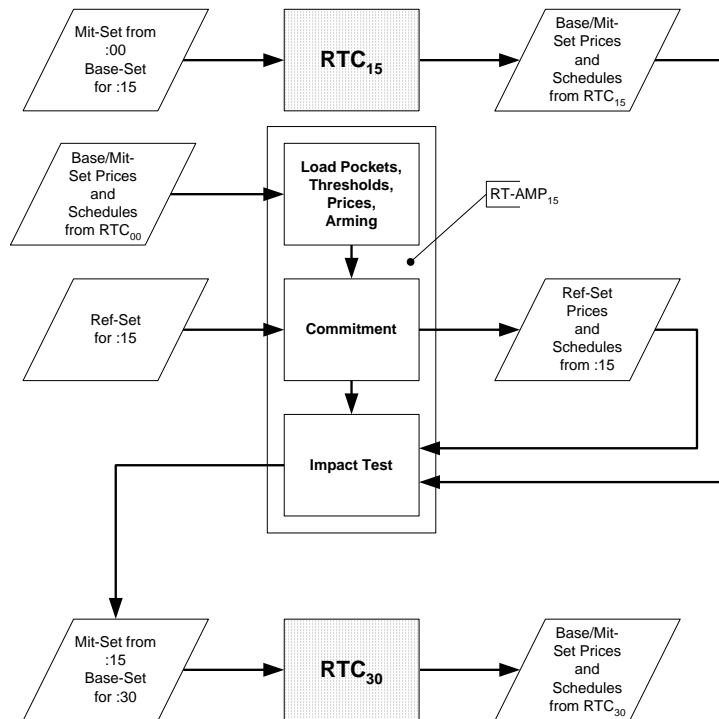 Mit-Set from
:00
Base-Set
for :15
RTC15
Base/Mit-
Set Prices
and
Schedules
from RTC15
Base/Mit-
Set Prices
and
Schedules
from RTC00
Load Pockets,
Thresholds,
Prices,
Arming
RT-AMP15
Ref-Set
for :15
Commitment
Ref-Set
Prices
and
Schedules
from :15
Impact Test
Mit-Set from
:15
Base-Set
for :30
RTC30
Base/Mit-
Set Prices
and
Schedules
from RTC30